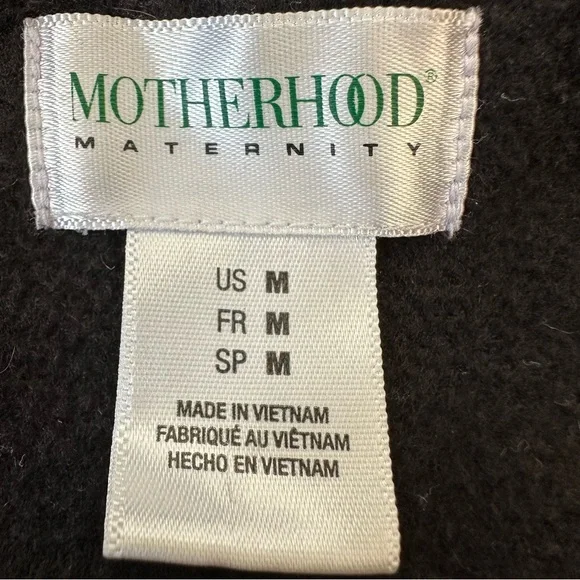 MOTHERHOOD®
MATERNITY
US M
FR M
SP M
MADE IN VIETNAM
FABRIQUÉ AU VIÊTNAM
HECHO EN VIETNAM